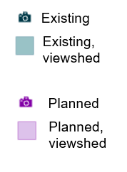 Existing
Existing,
viewshed
Planned
Planned,
viewshed